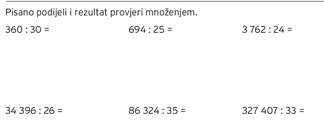 Pisano podijeli i rezultat provjeri množenjem.
360 : 30 = 694 : 25 = 3 762 : 24 =
34 396 : 26 = 86 324 : 35 = 327 407 : 33 =